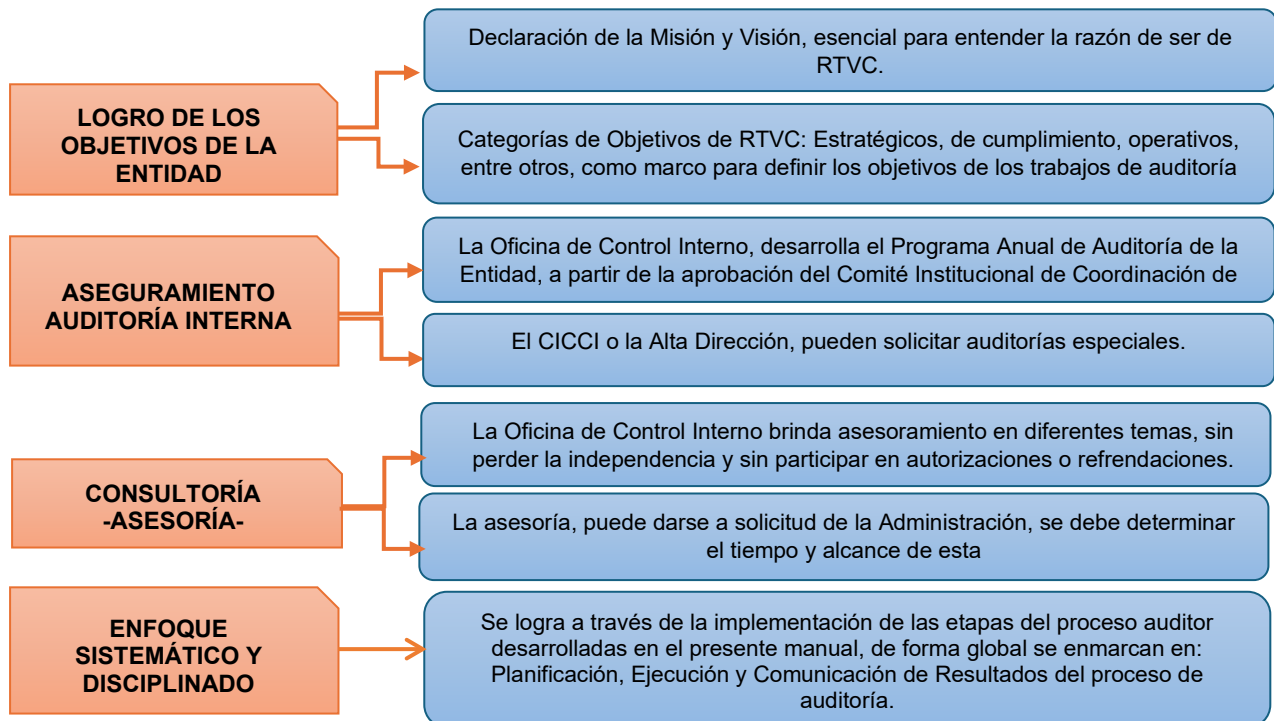 LOGRO DE LOS
OBJETIVOS DE LA
ENTIDAD
Declaración de la Misión y Visión, esencial para entender la razón de ser de
RTVC.
Categorías de Objetivos de RTVC: Estratégicos, de cumplimiento, operativos,
entre otros, como marco para definir los objetivos de los trabajos de auditoría
ASEGURAMIENTO
AUDITORÍA INTERNA
La Oficina de Control Interno, desarrolla el Programa Anual de Auditoría de la
Entidad, a partir de la aprobación del Comité Institucional de Coordinación de
El CICCI o la Alta Dirección, pueden solicitar auditorías especiales.
CONSULTORÍA
-ASESORÍA-
La Oficina de Control Interno brinda asesoramiento en diferentes temas, sin
perder la independencia y sin participar en autorizaciones o refrendaciones.
La asesoría, puede darse a solicitud de la Administración, se debe determinar
el tiempo y alcance de esta
ENFOQUE
SISTEMÁTICO Y
DISCIPLINADO
Se logra a través de la implementación de las etapas del proceso auditor
desarrolladas en el presente manual, de forma global se enmarcan en:
Planificación, Ejecución y Comunicación de Resultados del proceso de
auditoría.